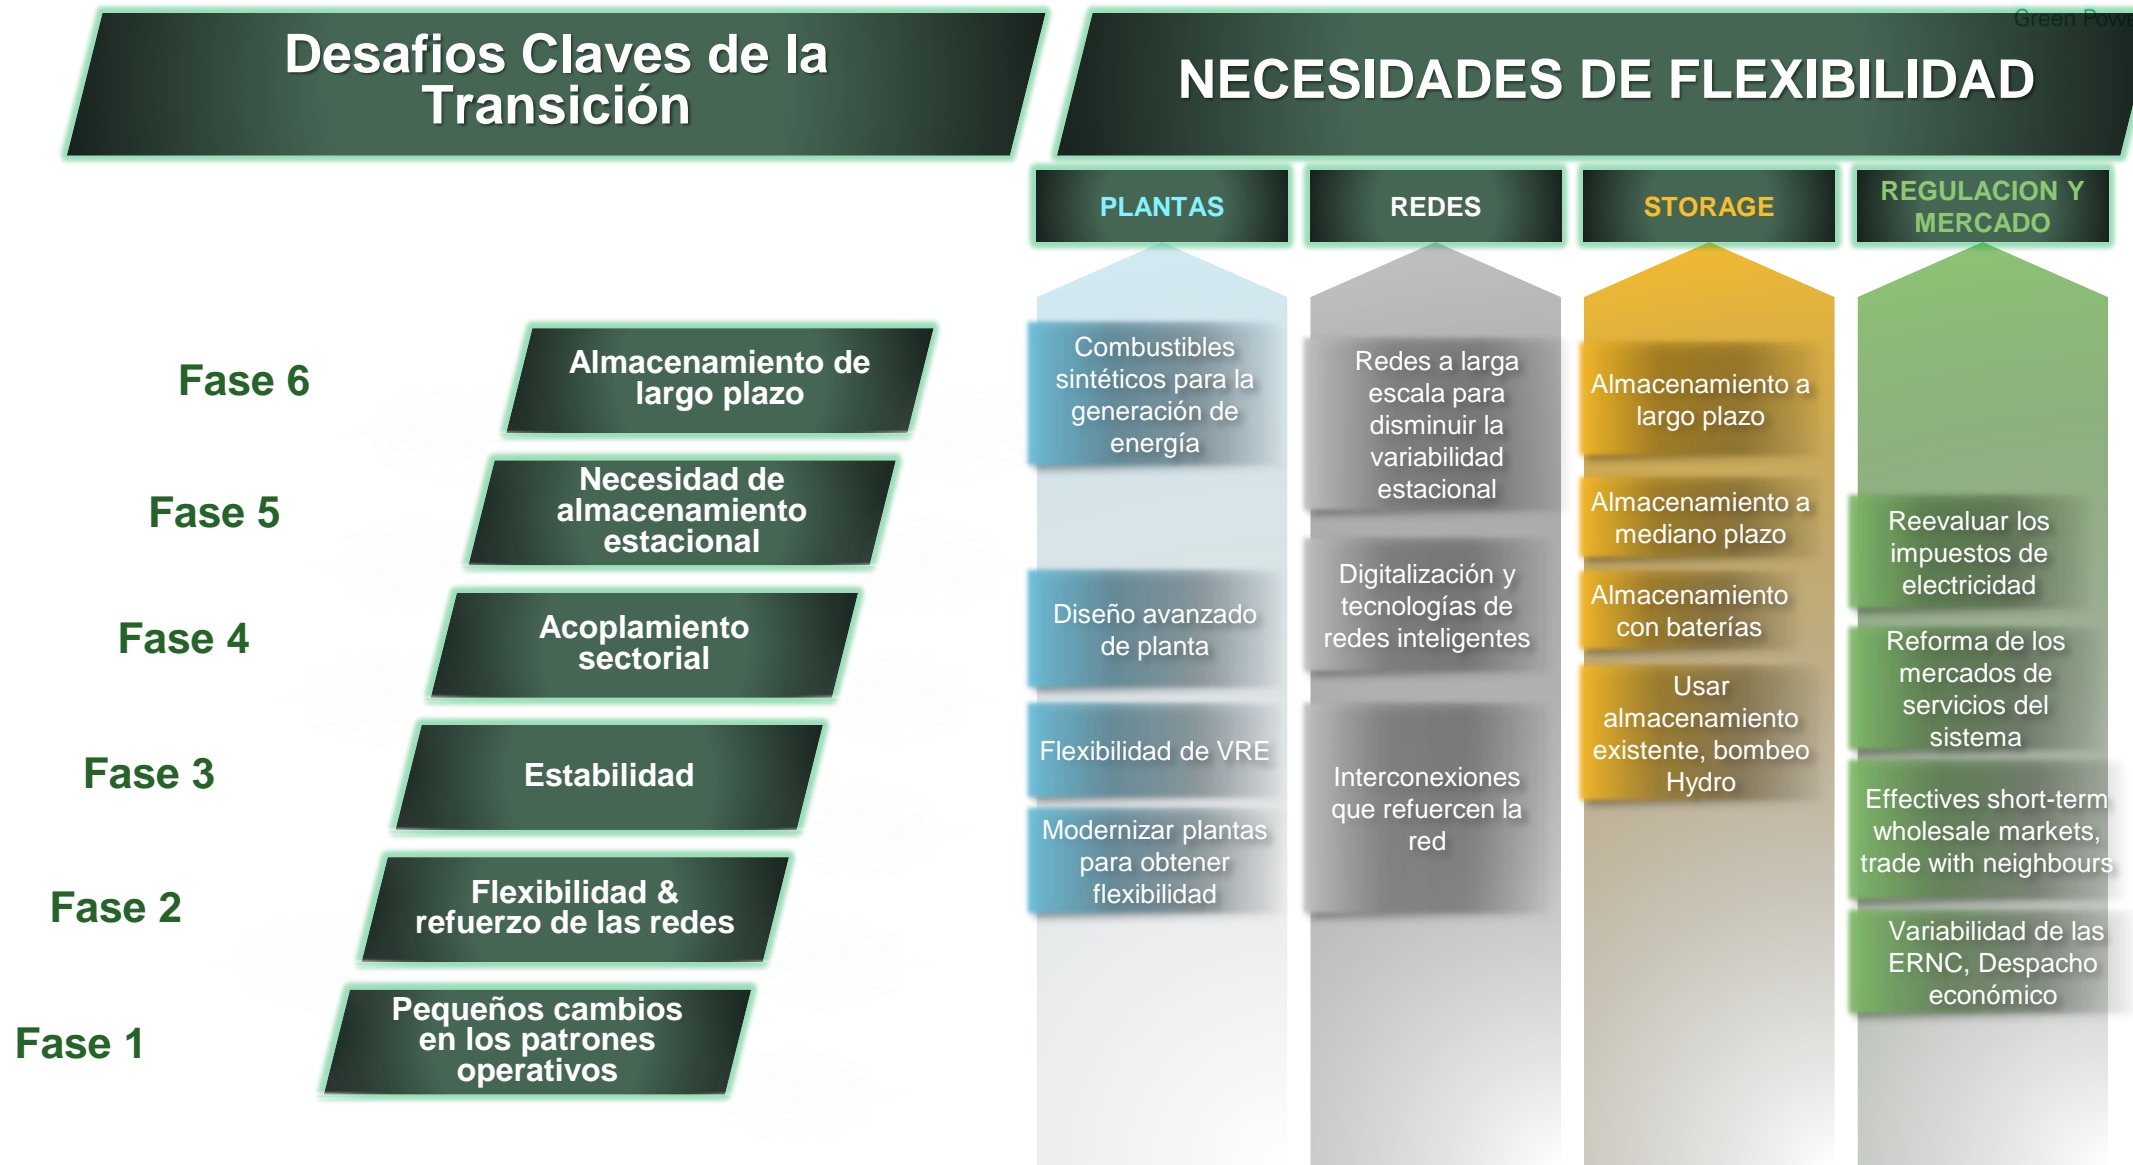 Green Powe
Desafios Claves de la
Transición
NECESIDADES DE FLEXIBILIDAD
PLANTAS
REDES
STORAGE
REGULACION Y
MERCADO
Fase 6
Almacenamiento de
largo plazo
Fase 5
Necesidad de
almacenamiento
estacional
Fase 4
Acoplamiento
sectorial
Fase 3
Estabilidad
Fase 2
Flexibilidad &
refuerzo de las redes
Fase 1
Pequeños cambios
en los patrones
operativos
Combustibles
sintéticos para la
generación de
energía
Diseño avanzado
de planta
Flexibilidad de VRE
Modernizar plantas
para obtener
flexibilidad
Redes a larga
escala para
disminuir la
variabilidad
estacional
Digitalización y
tecnologías de
redes inteligentes
Interconexiones
que refuercen la
red
Almacenamiento a
largo plazo
Almacenamiento a
mediano plazo
Almacenamiento
con baterías
Usar
almacenamiento
existente, bombeo
Hydro
Reevaluar los
impuestos de
electricidad
Reforma de los
mercados de
servicios del
sistema
Effectives short-term
wholesale markets,
trade with neighbours
Variabilidad de las
ERNC, Despacho
económico